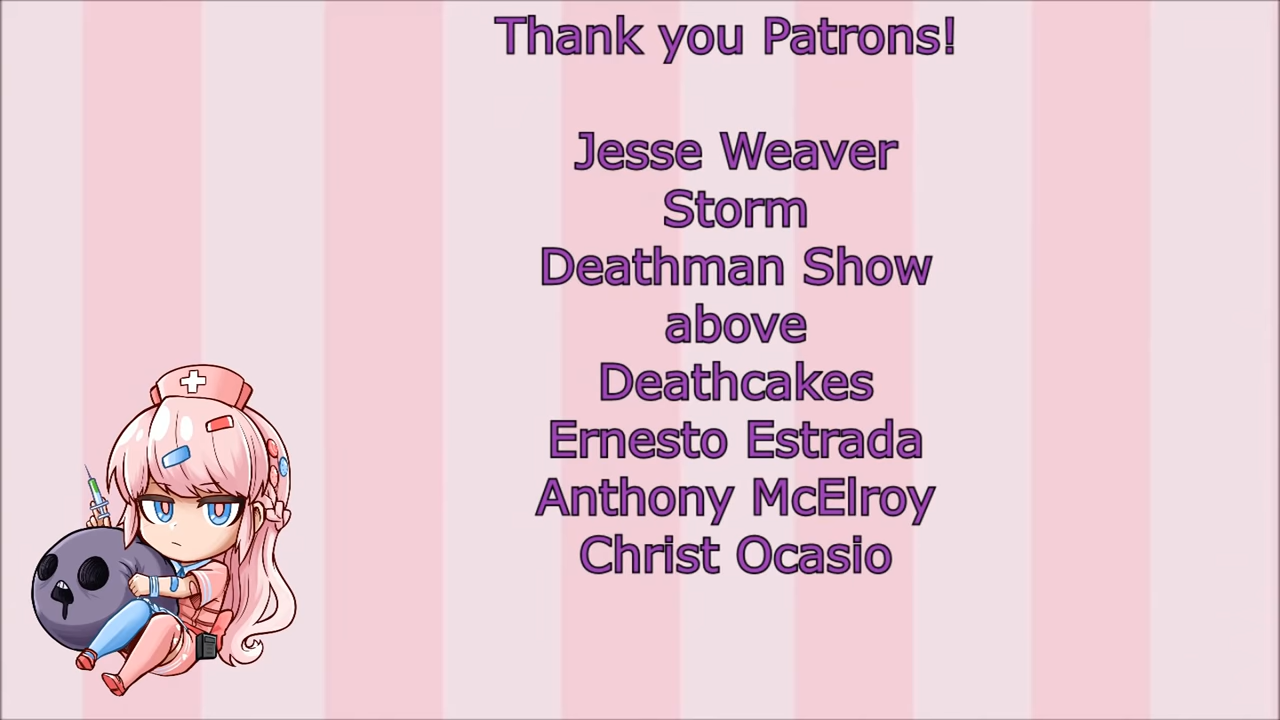 Thank you Patrons!
Jesse Weaver
Storm
Deathman Show
above
Deathcakes
Ernesto Estrada
Anthony McElroy
Christ Ocasio